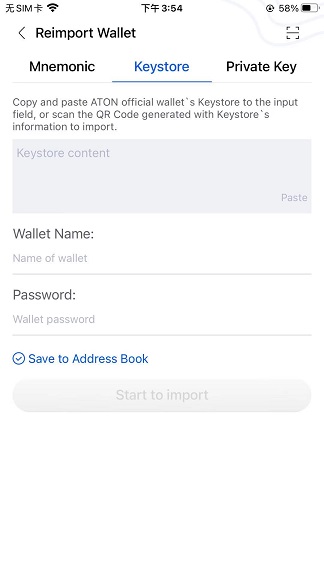 无SIM卡 下午3:54 58%
Reimport Wallet
Mnemonic Keystore Private Key
Copy and paste ATON official wallet`s Keystore to the input
field, or scan the QR Code generated with Keystore`s
information to import.
Keystore content
Paste
Wallet Name:
Name of wallet
Password:
Wallet password
Save to Address Book
Start to import